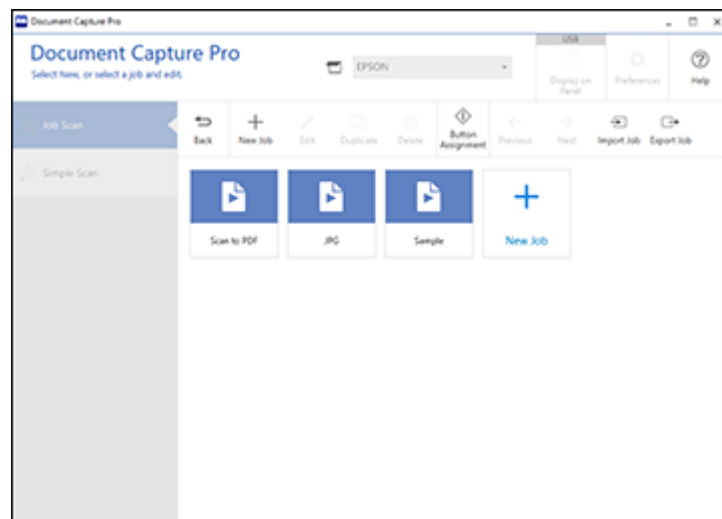 Document Capture Pro
Document Capture Pro
Select New, or select a job and edit.
EPSON
USB
Display on
Panel
Preferences
Help
Job Scan
Simple Scan
Back
New Job
Edit
Duplicate
Delete
Button
Assignment
Previous
Next
Import Job
Export Job
Scan to PDF
JPG
Sample
New Job